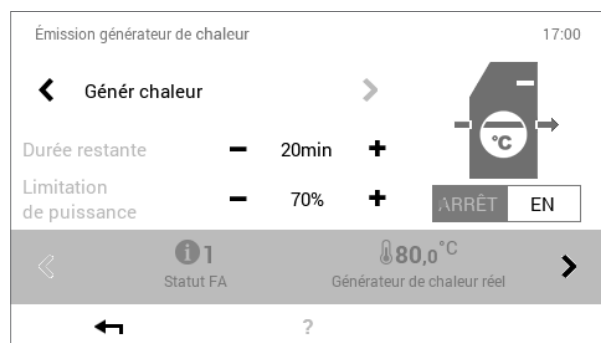 Émission générateur de chaleur 17:00
Génér chaleur
°C
Durée restante − 20min +
Limitation
de puissance − 70% +
ARRÊT EN
i 1 80,0°C
Statut FA Générateur de chaleur réel
?